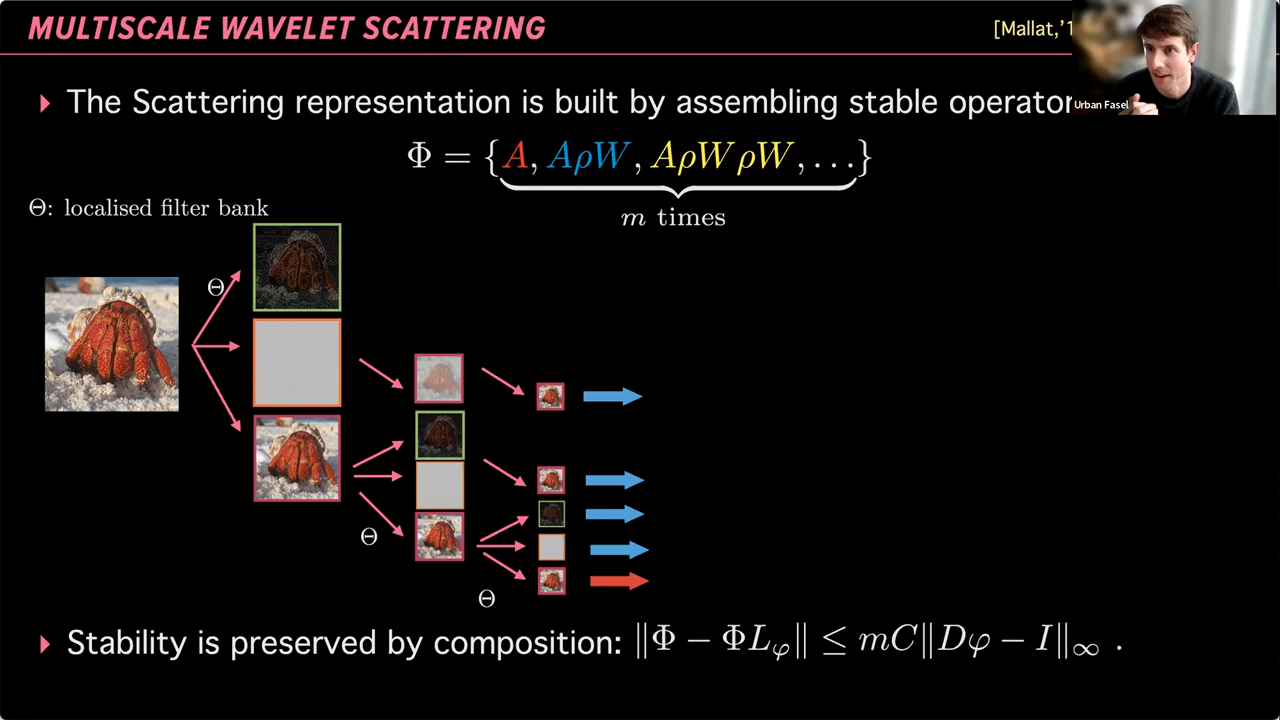 MULTISCALE WAVELET SCATTERING
[Mallat,'1
Urban Fasel
The Scattering representation is built by assembling stable operator
Φ = {A, AρW, AρWρW, ...}
m times
Θ: localised filter bank
Θ
Θ
Θ
Stability is preserved by composition: ‖Φ − ΦL_φ‖ ≤ mC‖Dφ − I‖_∞ .